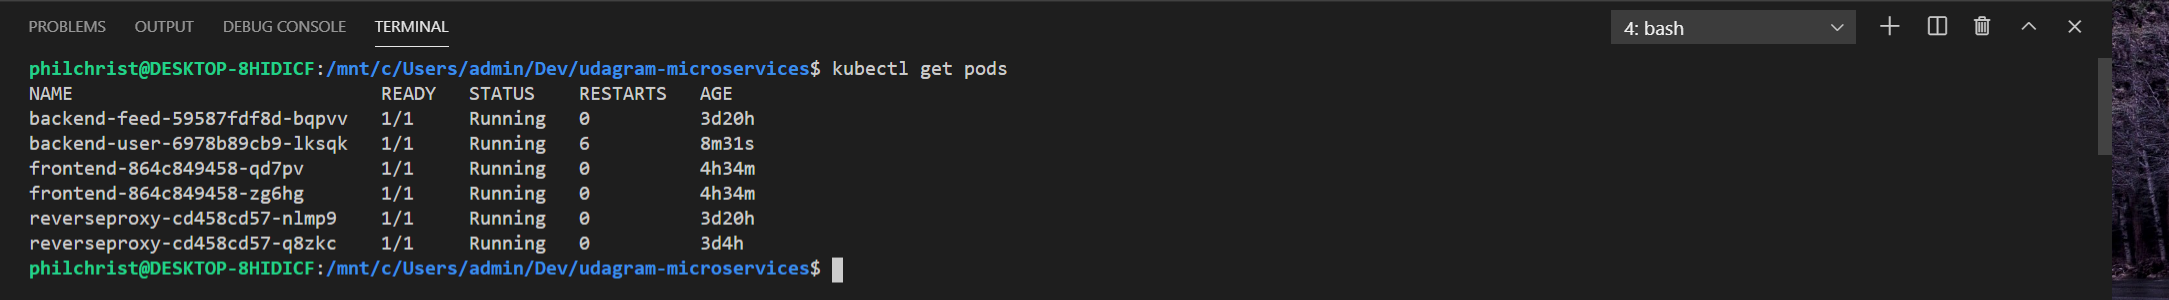 PROBLEMS OUTPUT DEBUG CONSOLE TERMINAL 4: bash
philchrist@DESKTOP-8HIDICF:/mnt/c/Users/admin/Dev/udagram-microservices$ kubectl get pods
NAME READY STATUS RESTARTS AGE
backend-feed-59587fdf8d-bqpvv 1/1 Running 0 3d20h
backend-user-6978b89cb9-lksqk 1/1 Running 6 8m31s
frontend-864c849458-qd7pv 1/1 Running 0 4h34m
frontend-864c849458-zg6hg 1/1 Running 0 4h34m
reverseproxy-cd458cd57-nlmp9 1/1 Running 0 3d20h
reverseproxy-cd458cd57-q8zkc 1/1 Running 0 3d4h
philchrist@DESKTOP-8HIDICF:/mnt/c/Users/admin/Dev/udagram-microservices$